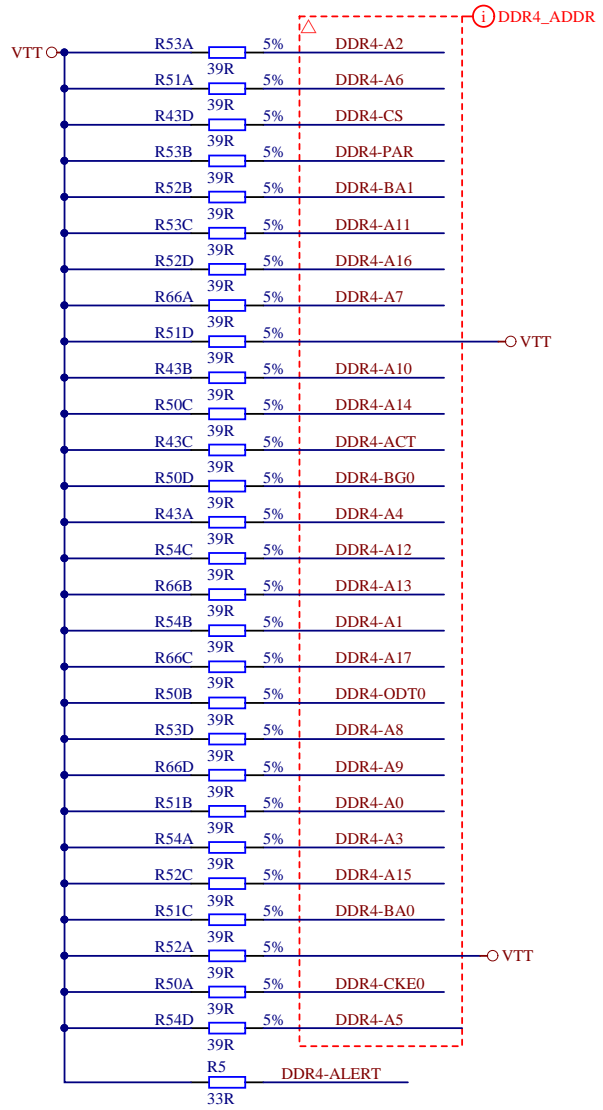 DDR4_ADDR
VTT
R53A 5% DDR4-A2
39R
R51A 5% DDR4-A6
39R
R43D 5% DDR4-CS
39R
R53B 5% DDR4-PAR
39R
R52B 5% DDR4-BA1
39R
R53C 5% DDR4-A11
39R
R52D 5% DDR4-A16
39R
R66A 5% DDR4-A7
39R
R51D 5% VTT
39R
R43B 5% DDR4-A10
39R
R50C 5% DDR4-A14
39R
R43C 5% DDR4-ACT
39R
R50D 5% DDR4-BG0
39R
R43A 5% DDR4-A4
39R
R54C 5% DDR4-A12
39R
R66B 5% DDR4-A13
39R
R54B 5% DDR4-A1
39R
R66C 5% DDR4-A17
39R
R50B 5% DDR4-ODT0
39R
R53D 5% DDR4-A8
39R
R66D 5% DDR4-A9
39R
R51B 5% DDR4-A0
39R
R54A 5% DDR4-A3
39R
R52C 5% DDR4-A15
39R
R51C 5% DDR4-BA0
39R
R52A 5% VTT
39R
R50A 5% DDR4-CKE0
39R
R54D 5% DDR4-A5
39R
R5 DDR4-ALERT
33R